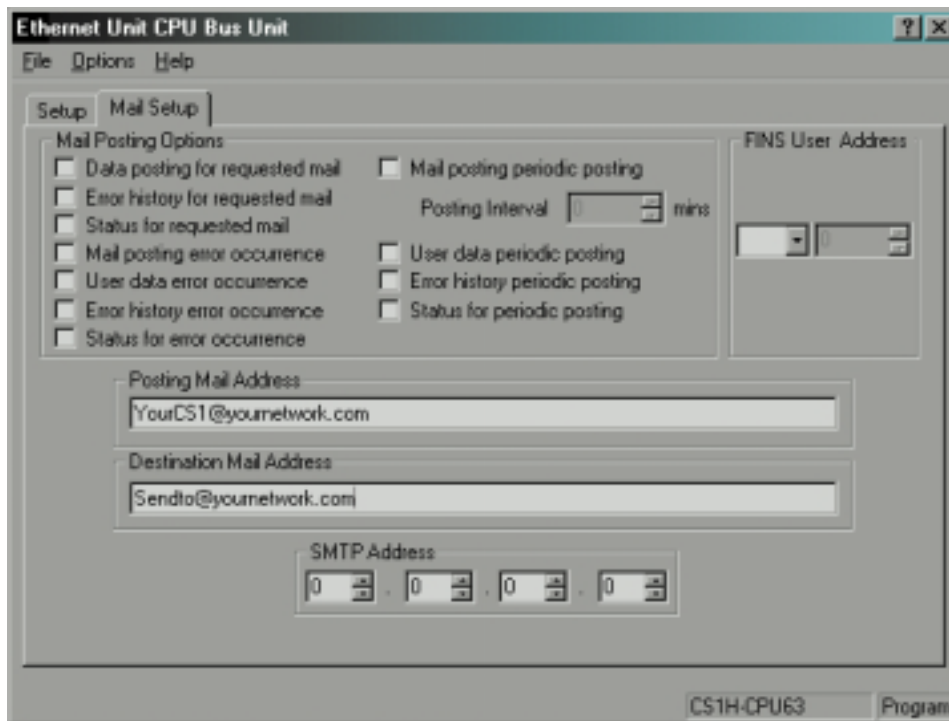 Ethernet Unit CPU Bus Unit
File Options Help
Setup Mail Setup
Mail Posting Options
Data posting for requested mail
Error history for requested mail
Status for requested mail
Mail posting error occurrence
User data error occurrence
Error history error occurrence
Status for error occurrence
Mail posting periodic posting
Posting Interval 0 mins
User data periodic posting
Error history periodic posting
Status for periodic posting
FINS User Address
0
Posting Mail Address
YourCS1@yournetwork.com
Destination Mail Address
Sendto@yournetwork.com
SMTP Address
0 . 0 . 0 . 0
CS1H-CPU63 Program